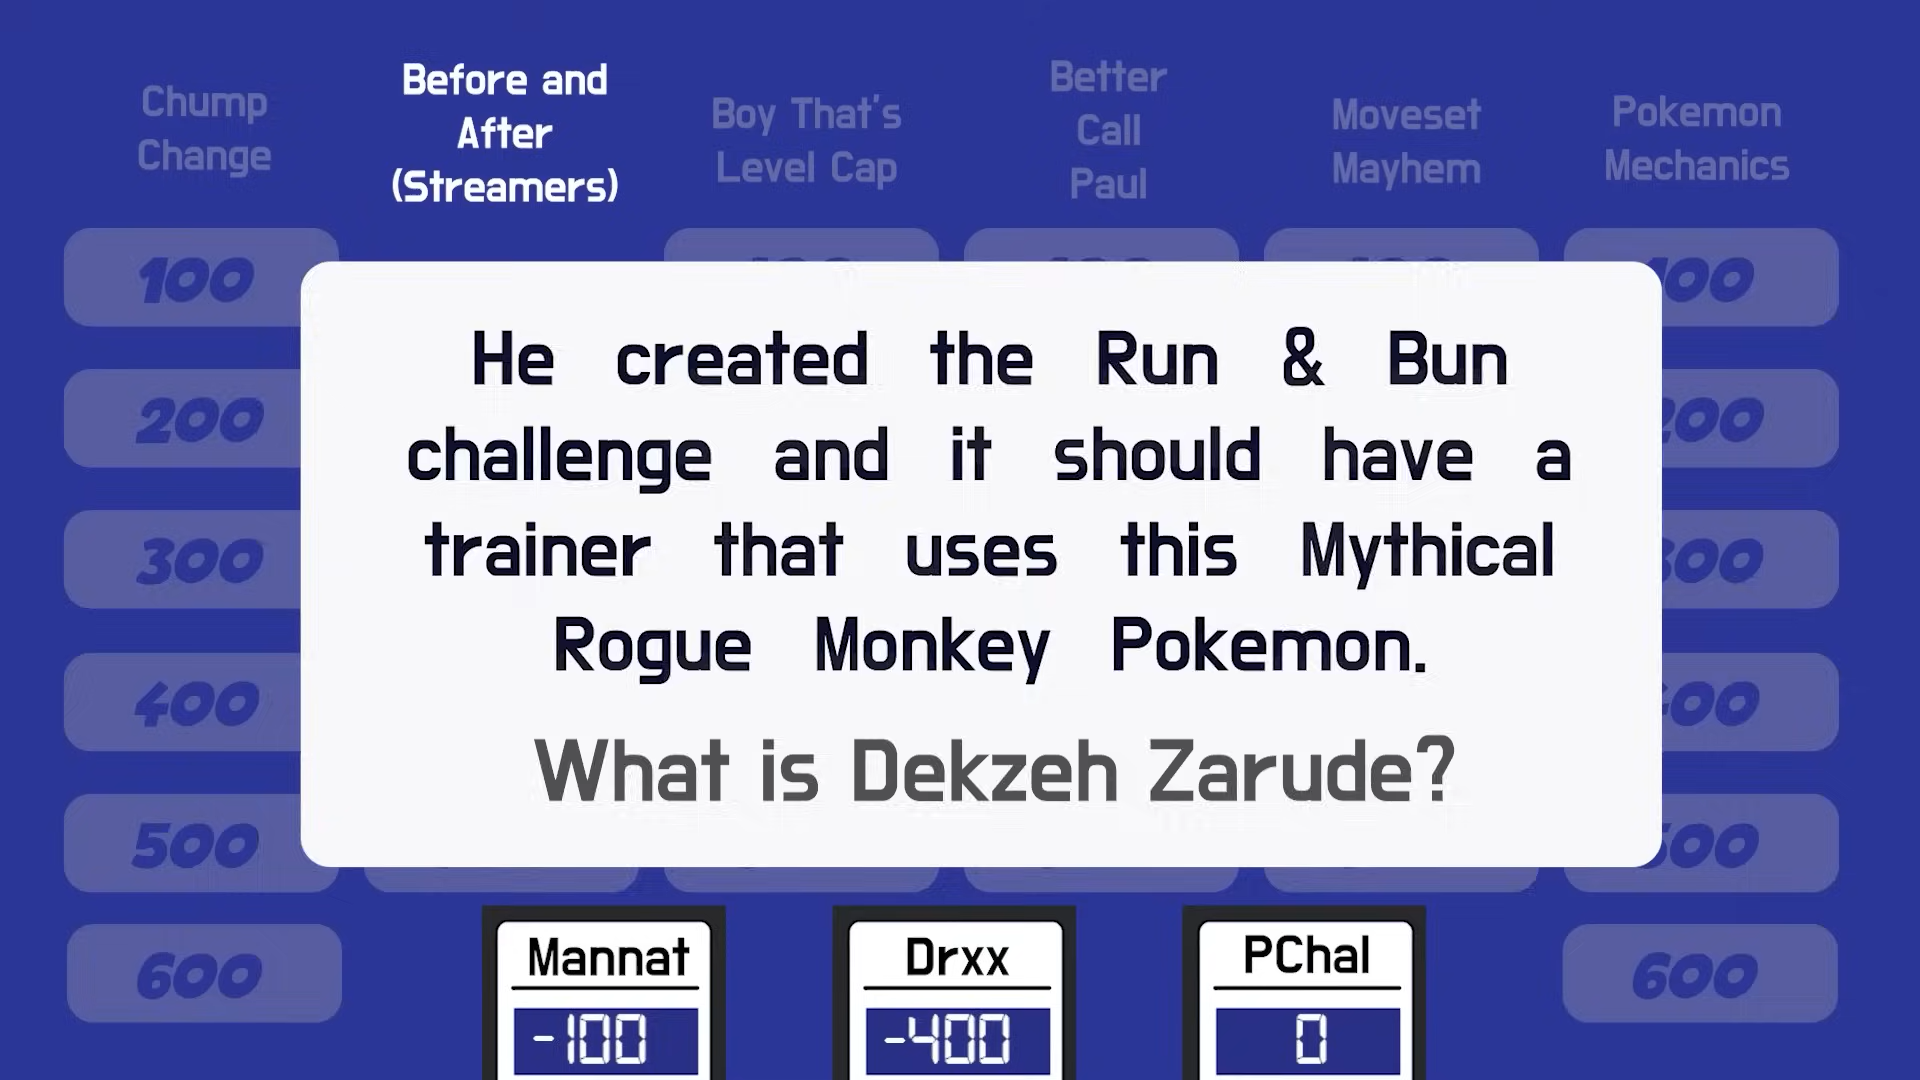 Chump
Change
Before and
After
(Streamers)
Boy That's
Level Cap
Better
Call
Paul
Moveset
Mayhem
Pokemon
Mechanics
100
200
300
400
500
600
He created the Run & Bun
challenge and it should have a
trainer that uses this Mythical
Rogue Monkey Pokemon.
What is Dekzeh Zarude?
600
Mannat
-100
Drxx
-400
PChal
0